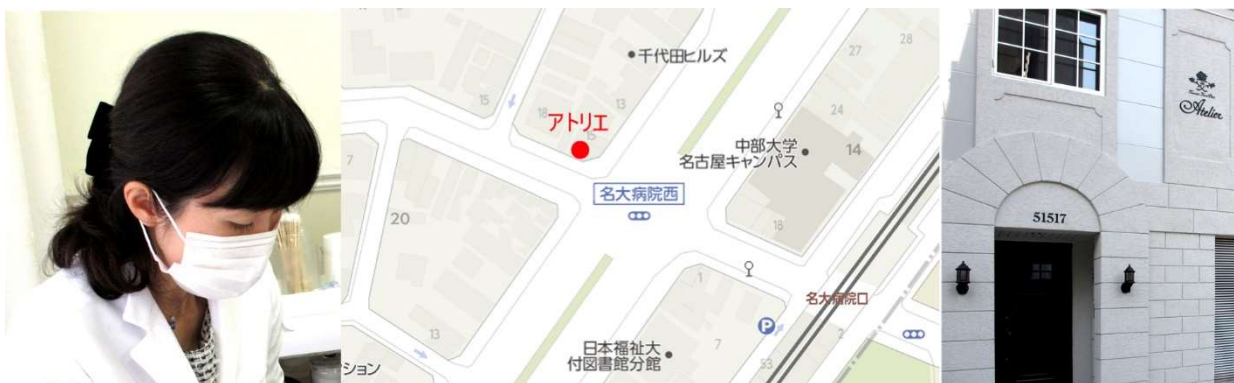 千代田ヒルズ
27
28
15
18
13
15
アトリエ
24
7
中部大学
名古屋キャンパス
14
名大病院西
20
18
1
名大病院口
13
P
2
日本福祉大
付図書館分館
7
53
ション
Atelier
51517